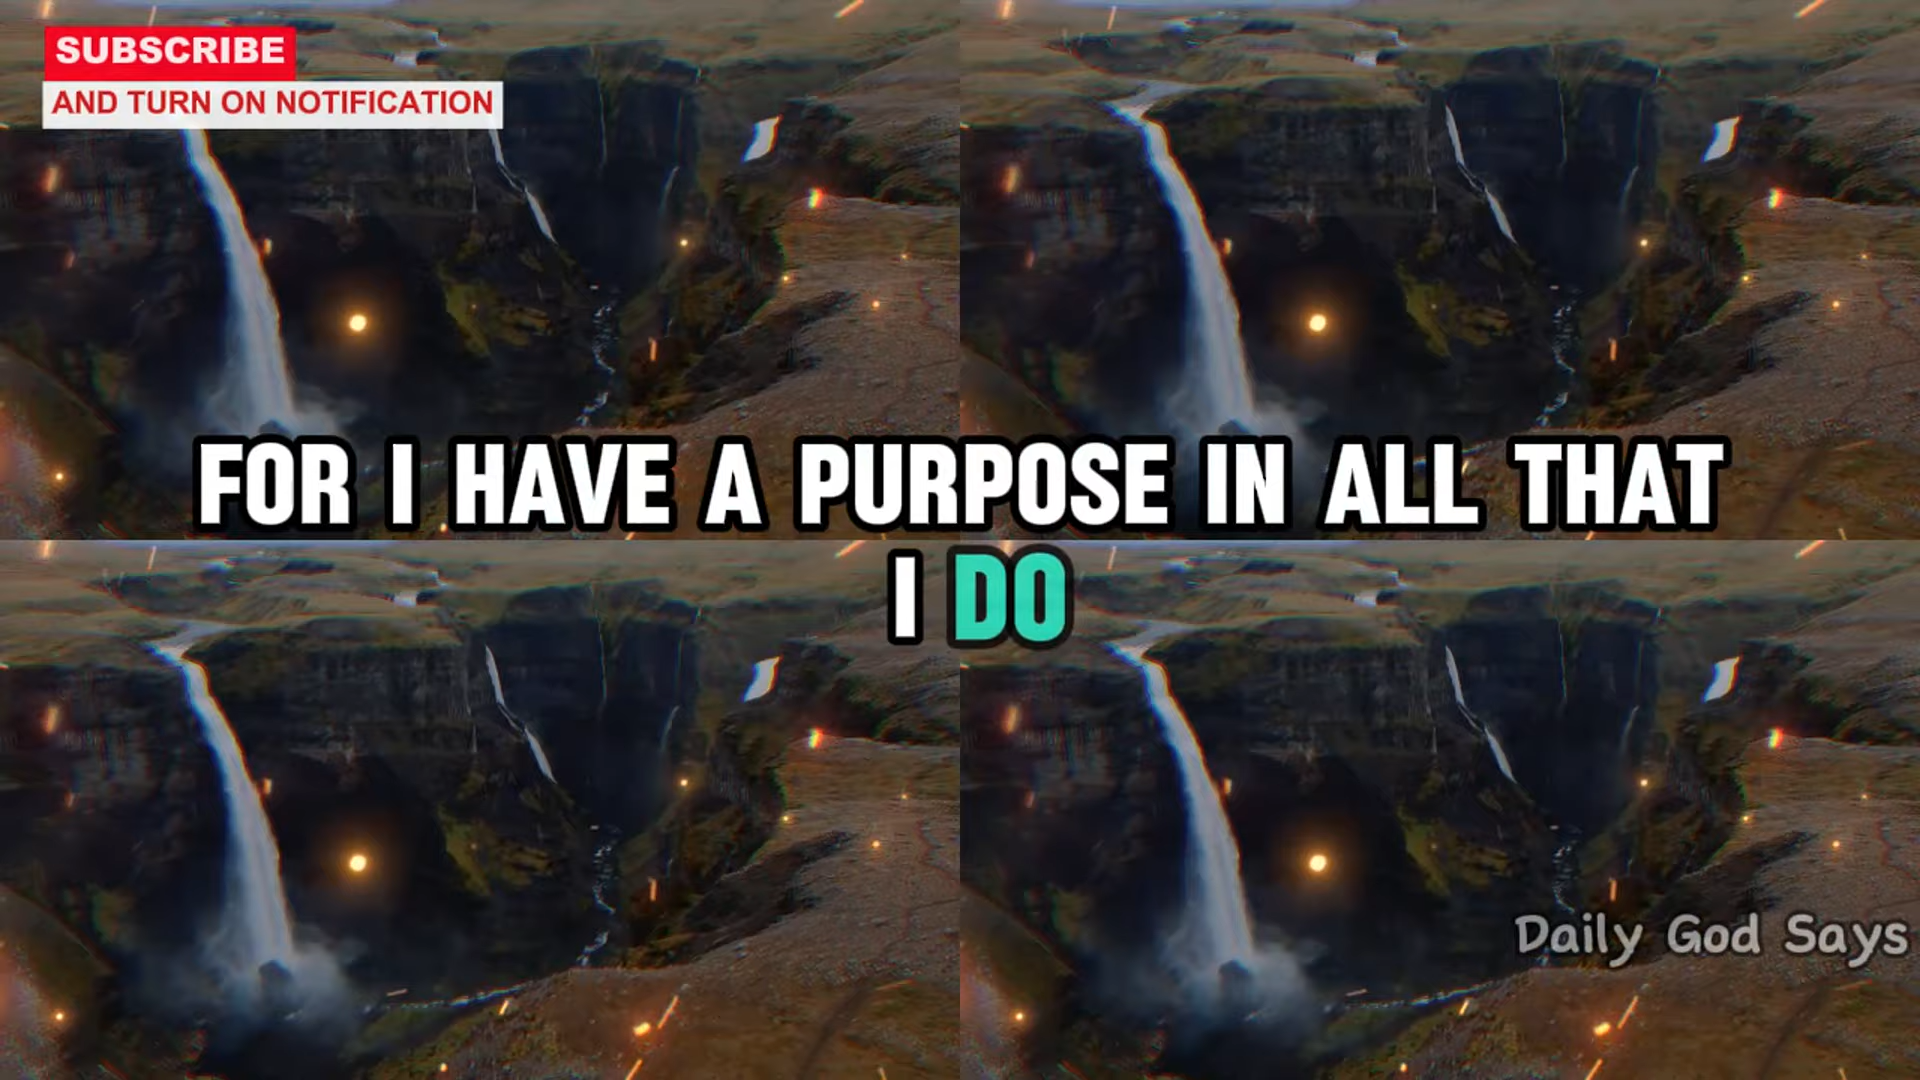 SUBSCRIBE
AND TURN ON NOTIFICATION
FOR I HAVE A PURPOSE IN ALL THAT
I DO
Daily God Says